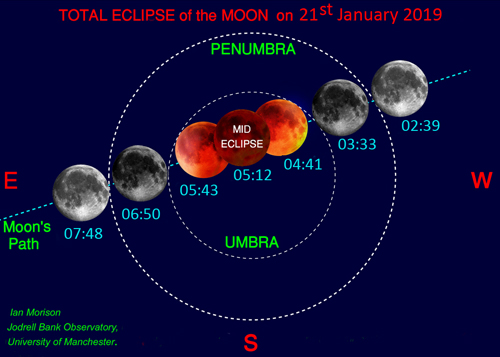 TOTAL ECLIPSE of the MOON on 21st January 2019
PENUMBRA
02:39
03:33
MID
ECLIPSE
04:41
05:12
05:43
E
W
06:50
07:48
Moon's
Path
UMBRA
Ian Morison
Jodrell Bank Observatory,
University of Manchester.
S